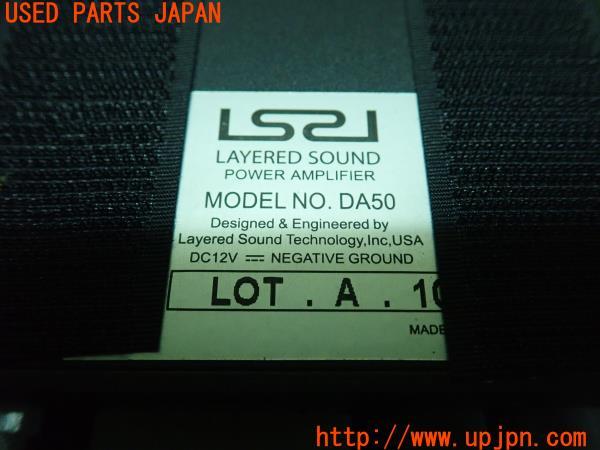 USED PARTS JAPAN
LAYERED SOUND
POWER AMPLIFIER
MODEL NO. DA50
Designed & Engineered by
Layered Sound Technology,Inc,USA
DC12V NEGATIVE GROUND
LOT . A . 10
MADE
http://www.upjpn.com